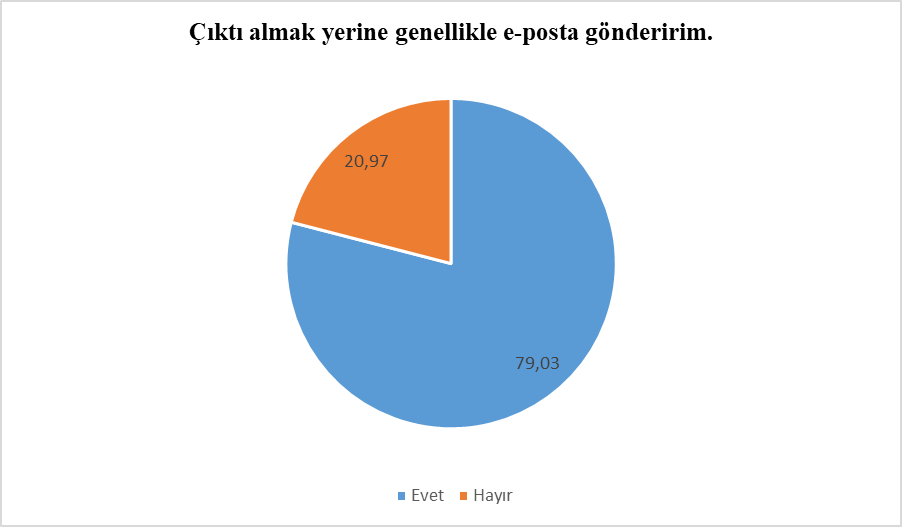 Çıktı almak yerine genellikle e-posta gönderirim.
20,97
79,03
Evet
Hayır